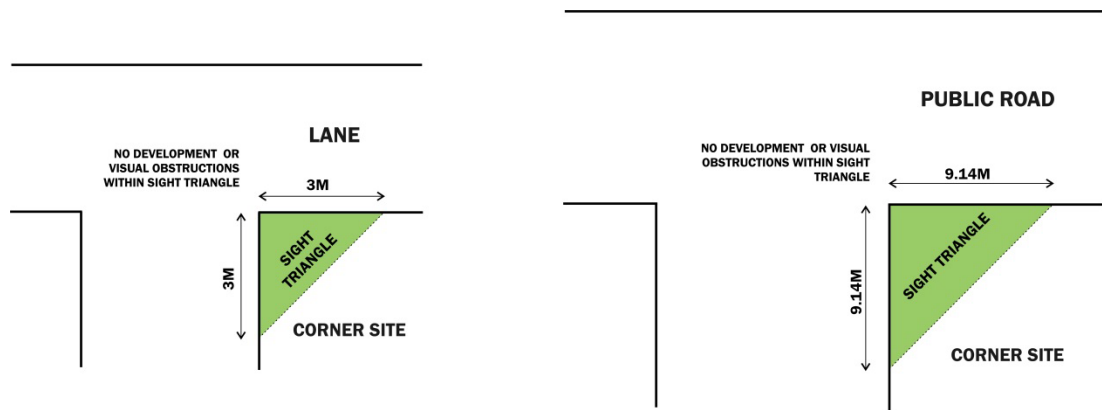 LANE
NO DEVELOPMENT OR
VISUAL OBSTRUCTIONS
WITHIN SIGHT TRIANGLE
3M
3M
SIGHT
TRIANGLE
CORNER SITE
PUBLIC ROAD
NO DEVELOPMENT OR VISUAL
OBSTRUCTIONS WITHIN SIGHT
TRIANGLE
9.14M
9.14M
SIGHT TRIANGLE
CORNER SITE